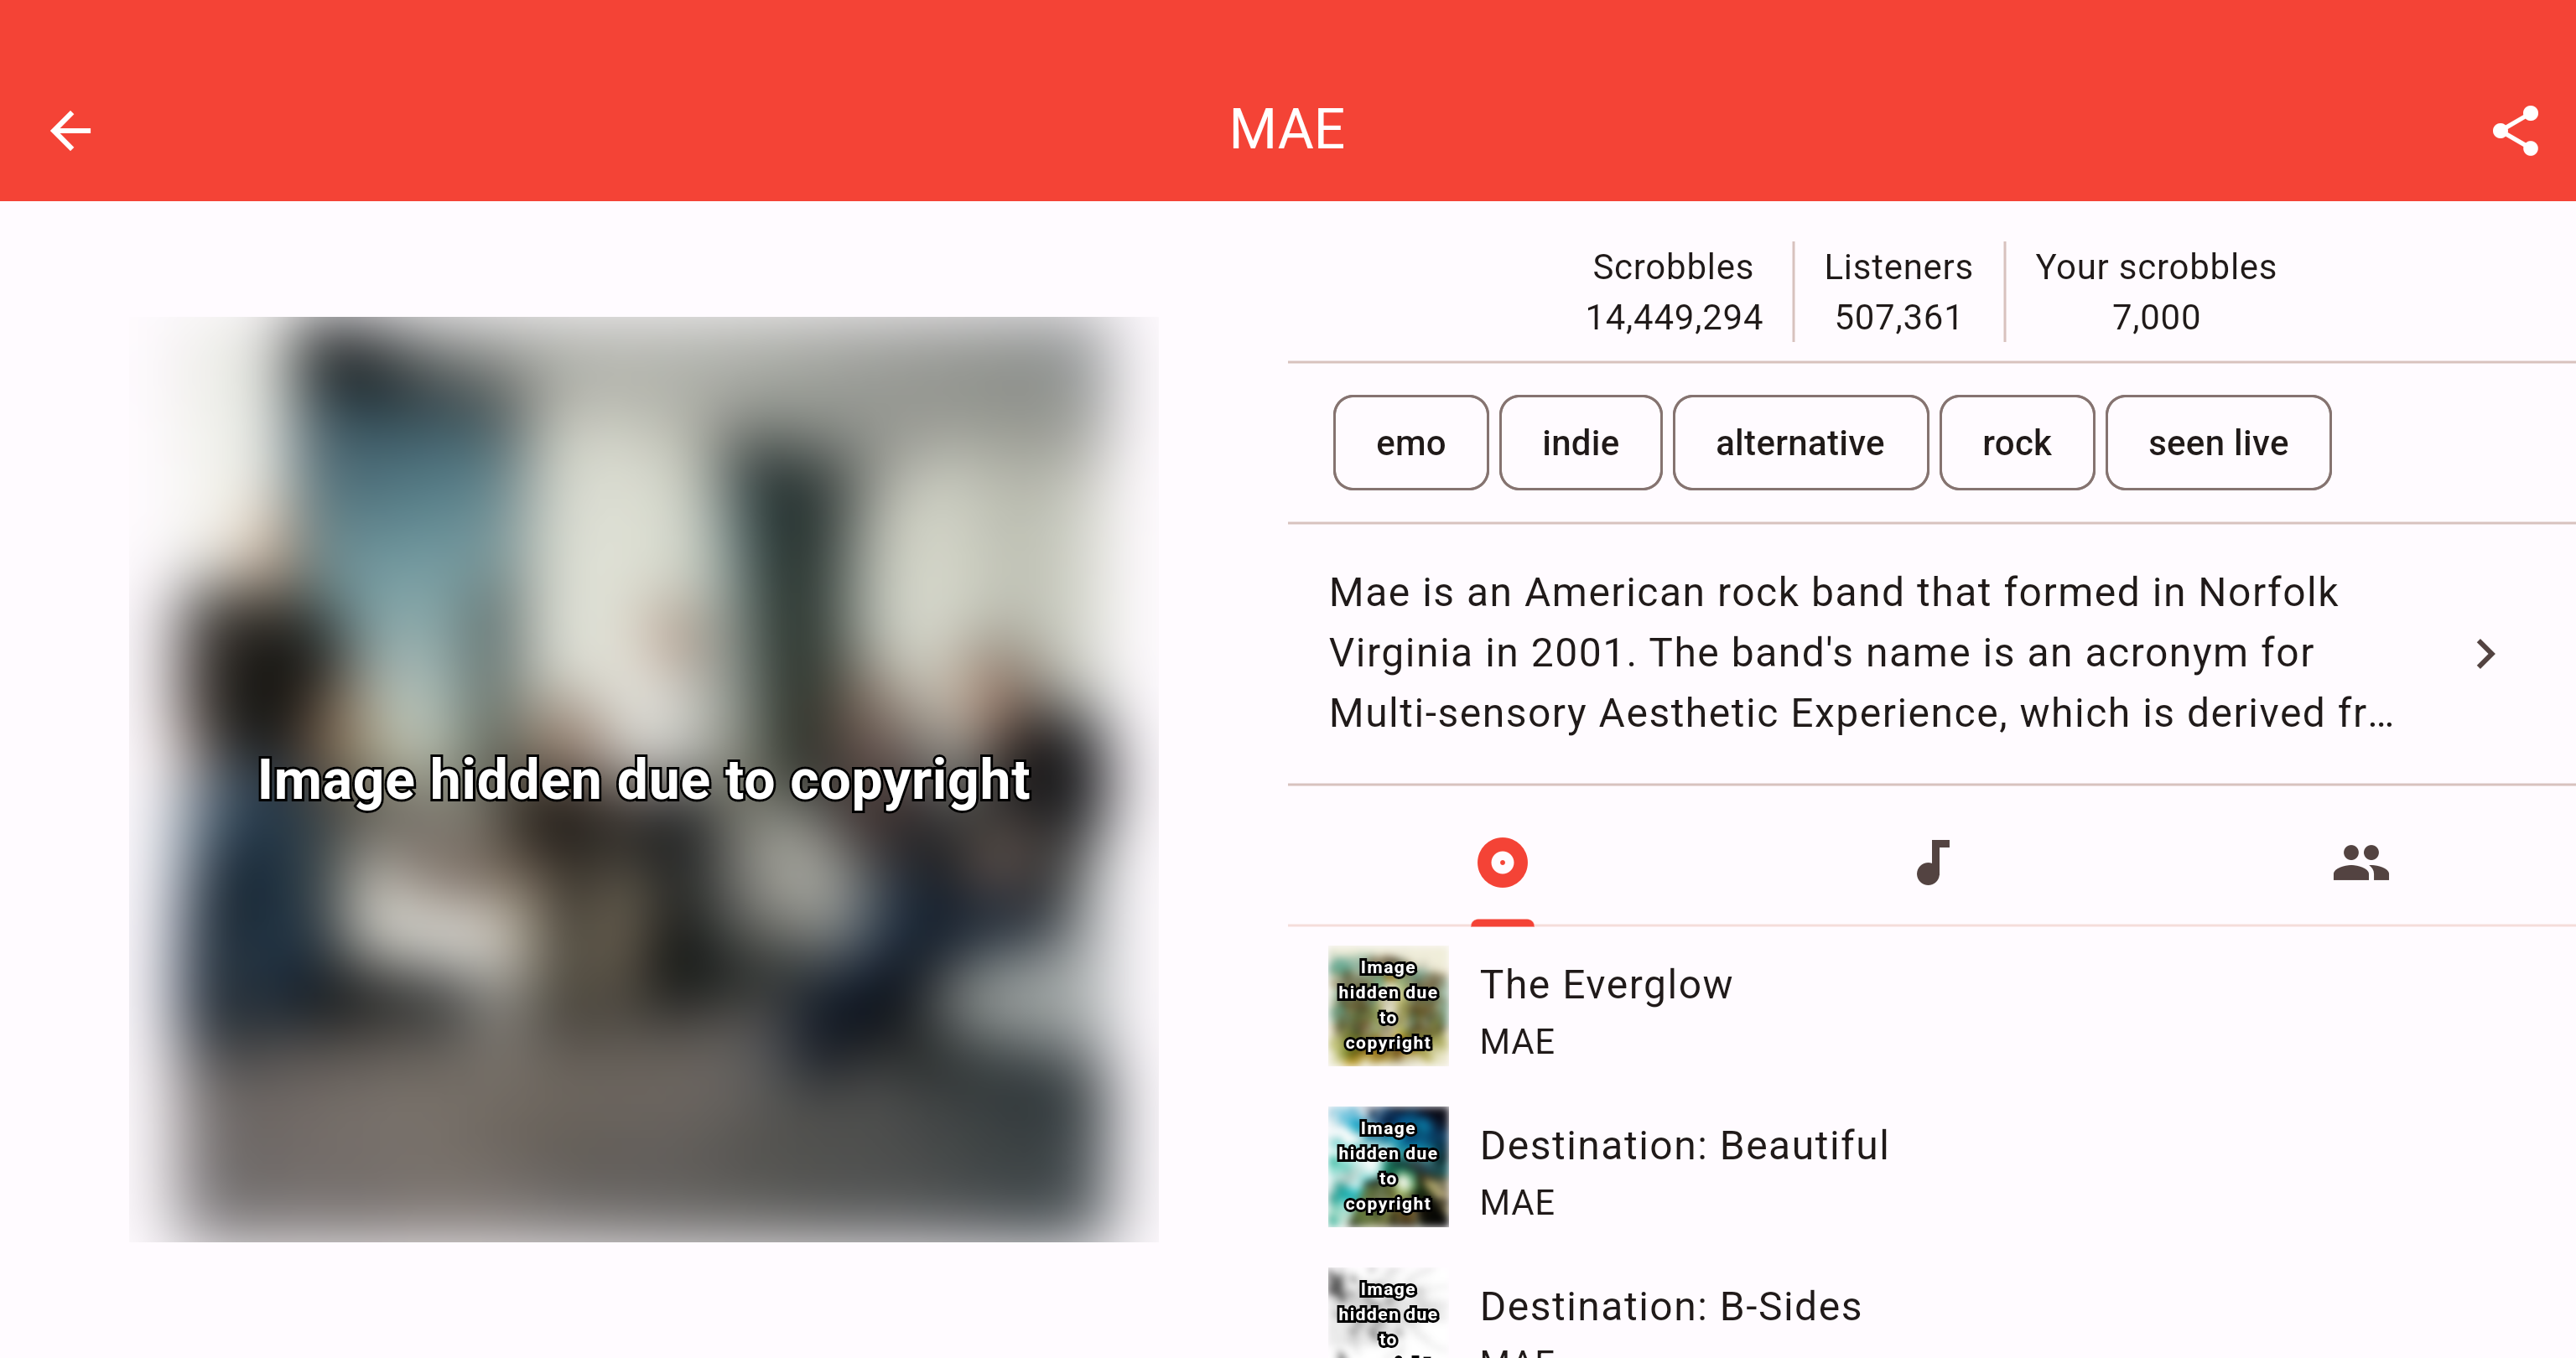 MAE
Scrobbles
14,449,294
Listeners
507,361
Your scrobbles
7,000
emo
indie
alternative
rock
seen live
Mae is an American rock band that formed in Norfolk
Virginia in 2001. The band's name is an acronym for
Multi-sensory Aesthetic Experience, which is derived fr...
Image hidden due to copyright
Image
hidden due
to
copyright
The Everglow
MAE
Image
hidden due
to
copyright
Destination: Beautiful
MAE
Image
hidden due
to
Destination: B-Sides
MAE